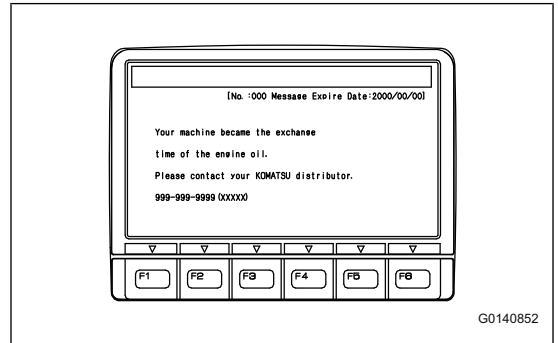 [No. :000 Message Expire Date:2000/00/00]
Your machine became the exchange
time of the engine oil.
Please contact your KOMATSU distributor.
999-999-9999(XXXXX)
F1 F2 F3 F4 F5 F6
G0140852